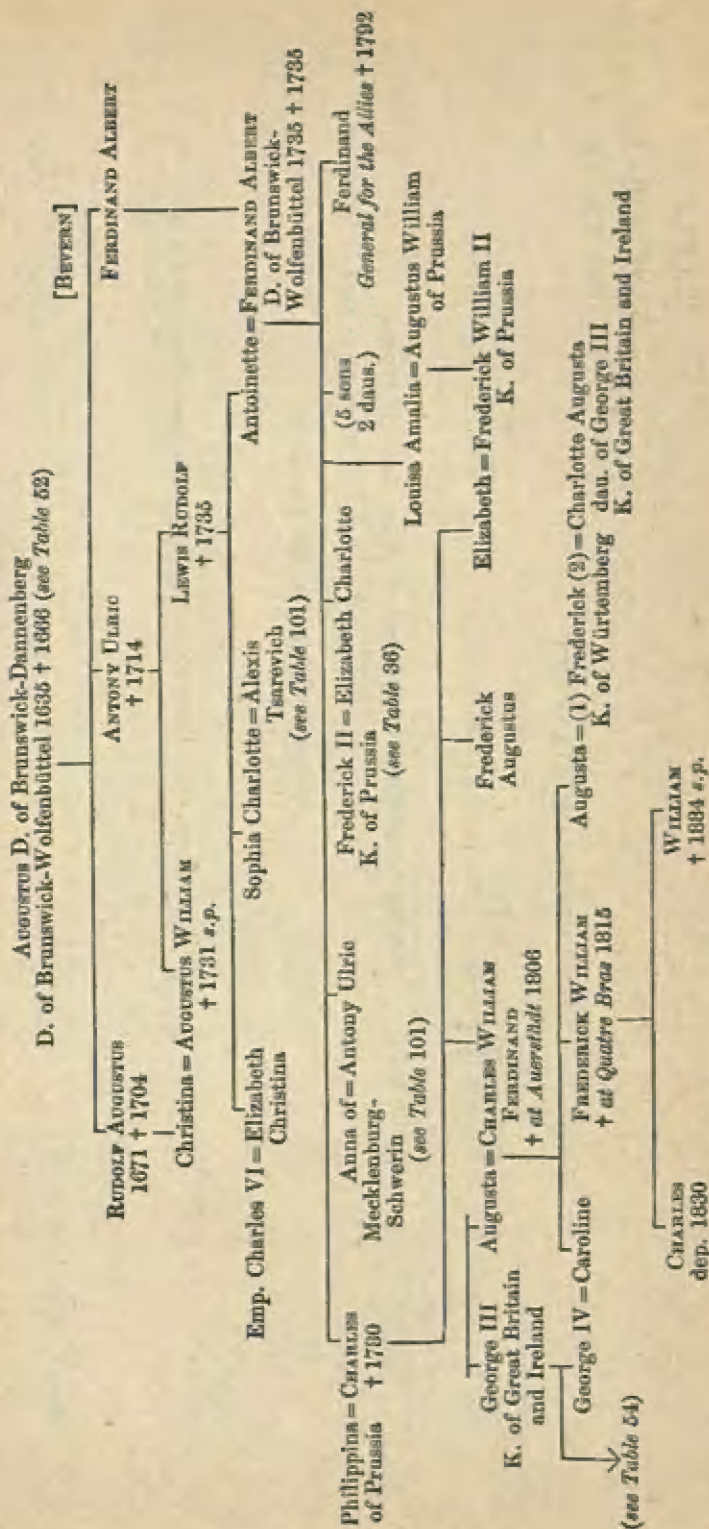 AUGUSTUS D. of Brunswick-Dannenberg
D. of Brunswick-Wolfenbüttel 1635 † 1666 (see Table 52)
[BEVERN]
RUDOLF AUGUSTUS
1671 † 1704
ANTONY ULRIC
† 1714
FERDINAND ALBERT
Christina = AUGUSTUS WILLIAM
† 1731 s.p.
LEWIS RUDOLF
† 1735
Emp. Charles VI = Elizabeth
Christina
Sophia Charlotte = Alexis
Tsarevich
(see Table 101)
Antoinette = FERDINAND ALBERT
D. of Brunswick-
Wolfenbüttel 1735 † 1735
Philippina = CHARLES
of Prussia † 1780
Anna of = Antony Ulric
Mecklenburg-
Schwerin
(see Table 101)
Frederick II = Elizabeth Charlotte
K. of Prussia
(see Table 36)
(5 sons
2 daus.)
Ferdinand
General for the Allies † 1792
Louisa Amalia = Augustus William
of Prussia
George III
K. of Great Britain
and Ireland
Augusta = CHARLES WILLIAM
FERDINAND
† at Auerstädt 1806
Frederick
Augustus
Elizabeth = Frederick William II
K. of Prussia
George IV = Caroline
FREDERICK WILLIAM
† at Quatre Bras 1815
Augusta = (1) Frederick (2) = Charlotte Augusta
K. of Würtemberg dau. of George III
K. of Great Britain and Ireland
(see Table 54)
CHARLES
dep. 1830
WILLIAM
† 1884 s.p.